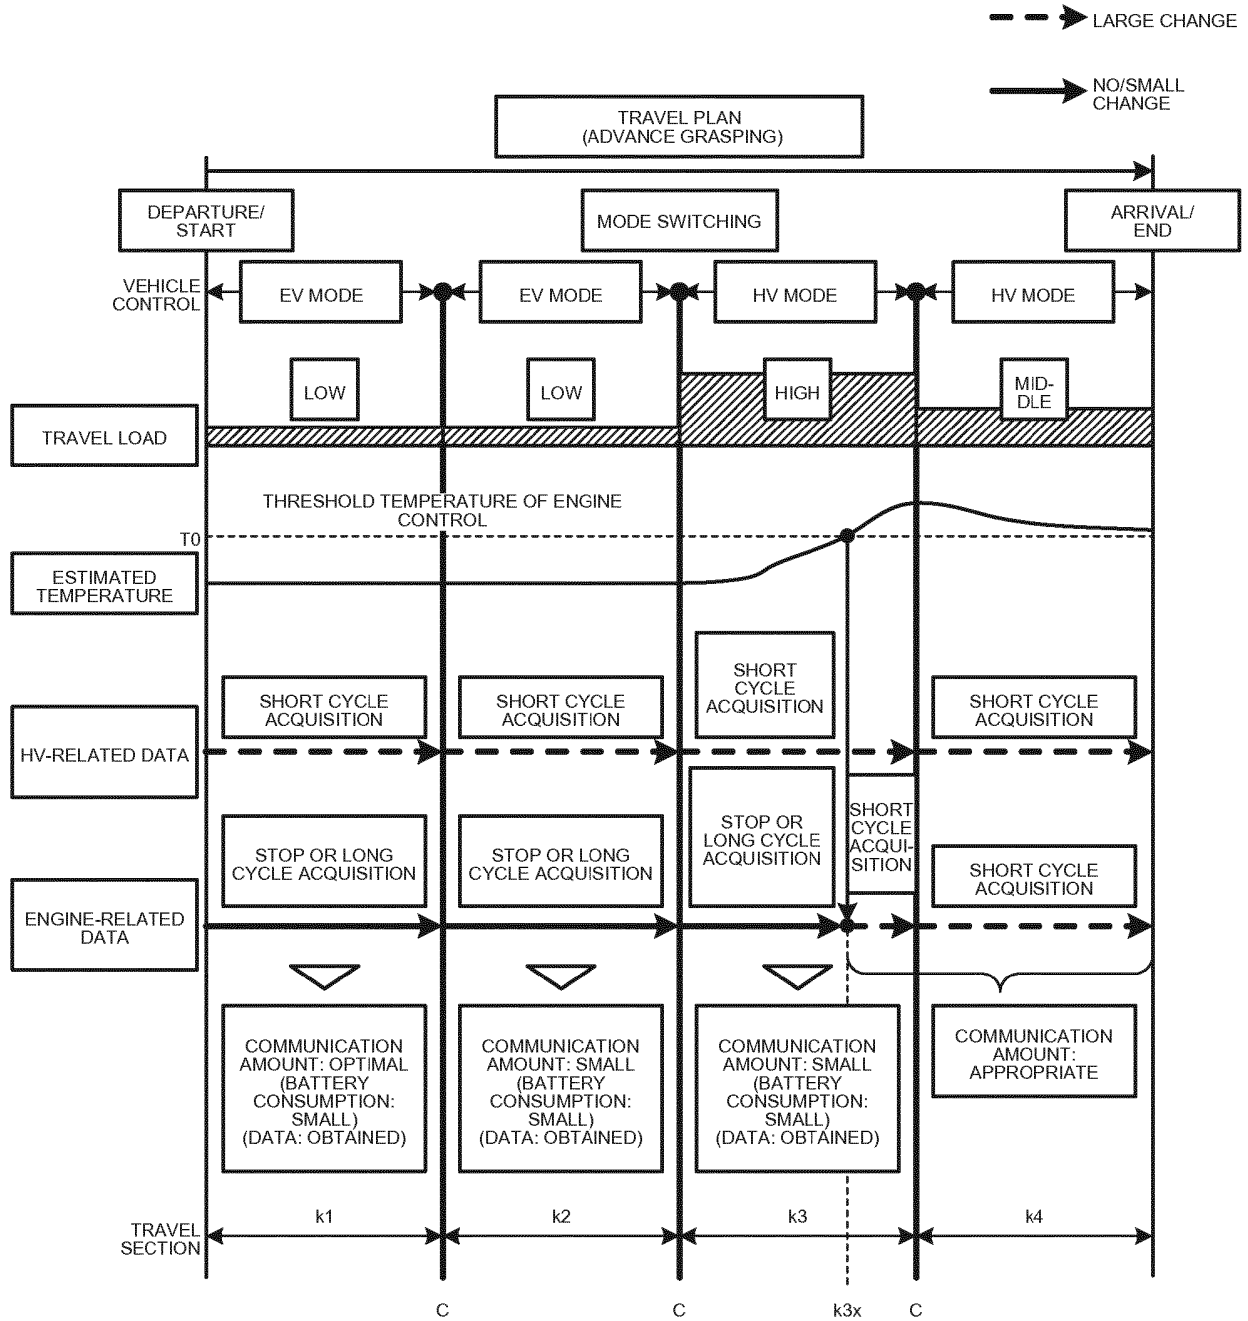 LARGE CHANGE
NO/SMALL
CHANGE
TRAVEL PLAN
(ADVANCE GRASPING)
DEPARTURE/
START
MODE SWITCHING
ARRIVAL/
END
VEHICLE
CONTROL
EV MODE
EV MODE
HV MODE
HV MODE
LOW
LOW
HIGH
MID-
DLE
TRAVEL LOAD
THRESHOLD TEMPERATURE OF ENGINE
CONTROL
T0
ESTIMATED
TEMPERATURE
SHORT CYCLE
ACQUISITION
SHORT CYCLE
ACQUISITION
SHORT
CYCLE
ACQUISITION
SHORT CYCLE
ACQUISITION
HV-RELATED DATA
STOP OR LONG
CYCLE ACQUISITION
STOP OR LONG
CYCLE ACQUISITION
STOP OR
LONG CYCLE
ACQUISITION
SHORT
CYCLE
ACQUI-
SITION
SHORT CYCLE
ACQUISITION
ENGINE-RELATED
DATA
COMMUNICATION
AMOUNT: OPTIMAL
(BATTERY
CONSUMPTION:
SMALL)
(DATA: OBTAINED)
COMMUNICATION
AMOUNT: SMALL
(BATTERY
CONSUMPTION:
SMALL)
(DATA: OBTAINED)
COMMUNICATION
AMOUNT: SMALL
(BATTERY
CONSUMPTION:
SMALL)
(DATA: OBTAINED)
COMMUNICATION
AMOUNT:
APPROPRIATE
TRAVEL
SECTION
k1
k2
k3
k4
C
C
k3x
C